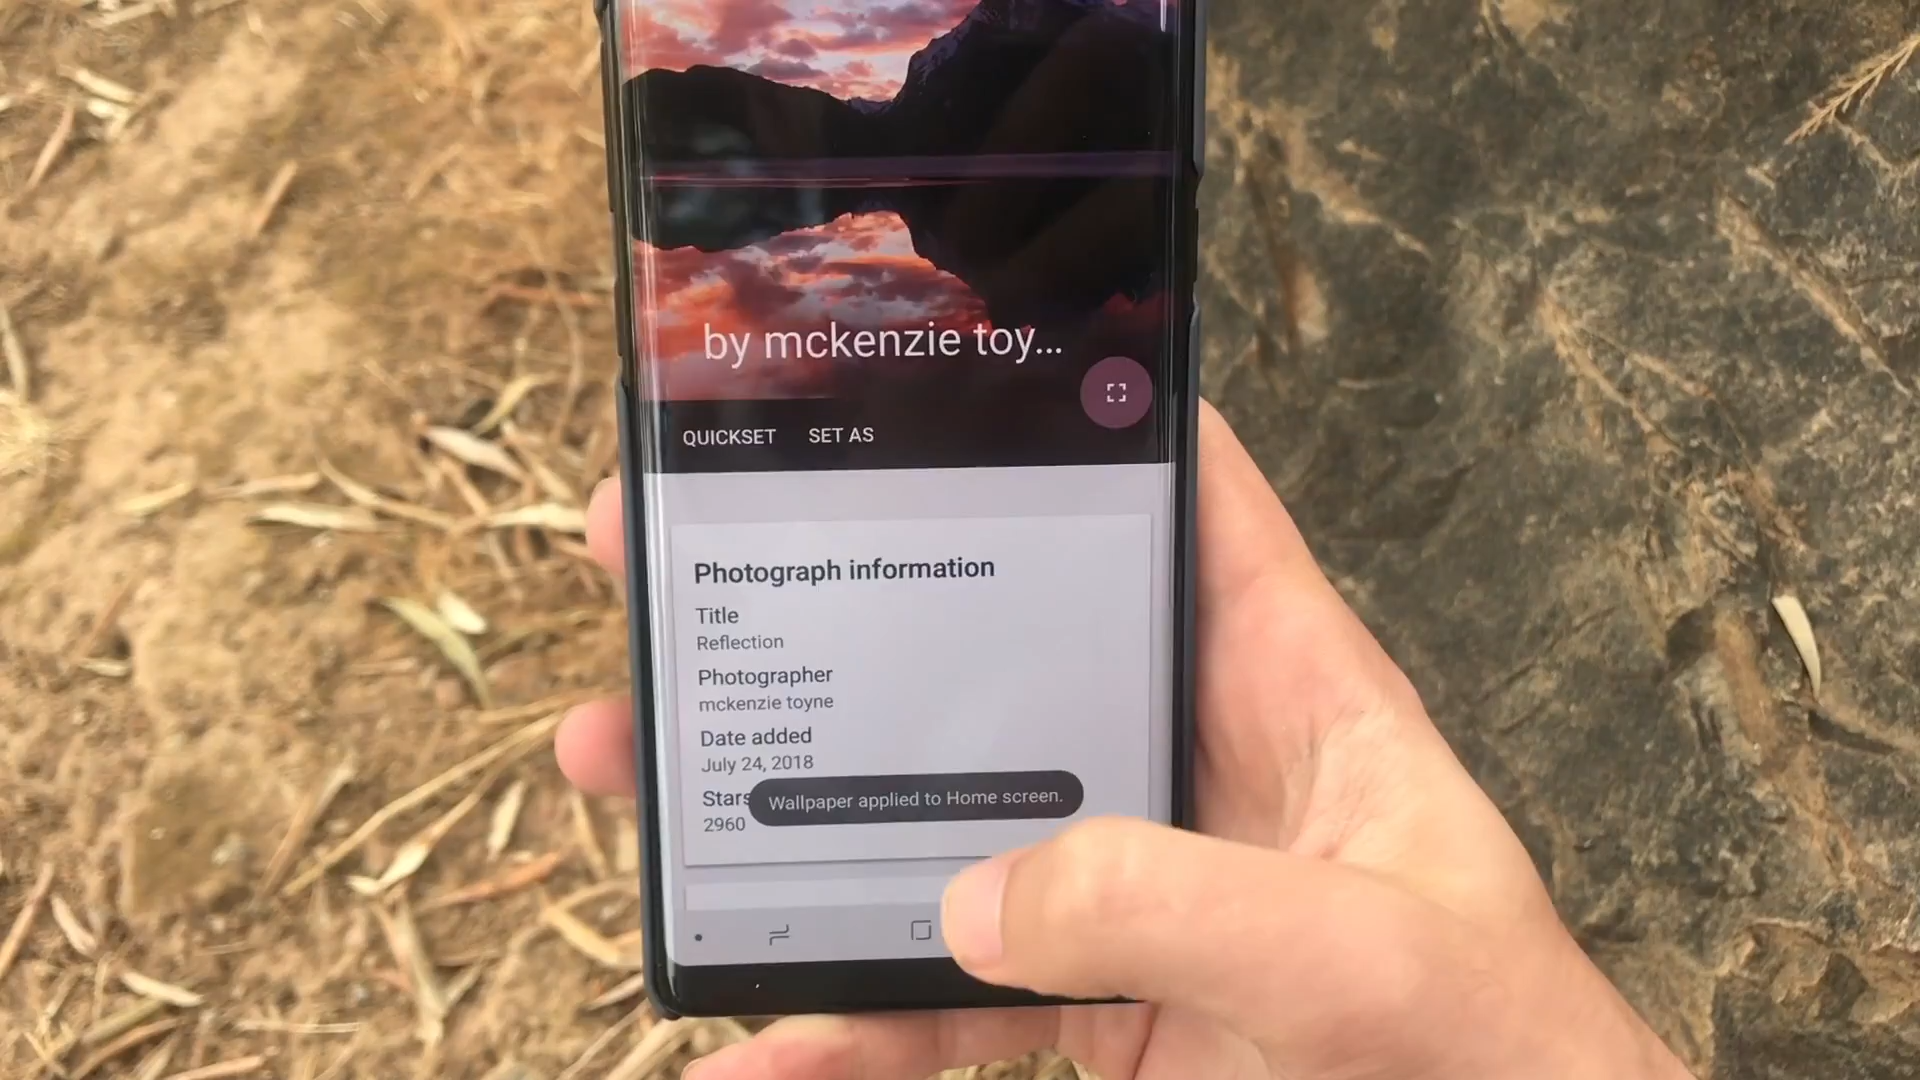 by mckenzie toy...
QUICKSET SET AS
Photograph information
Title
Reflection
Photographer
mckenzie toyne
Date added
July 24, 2018
Stars
2960
Wallpaper applied to Home screen.